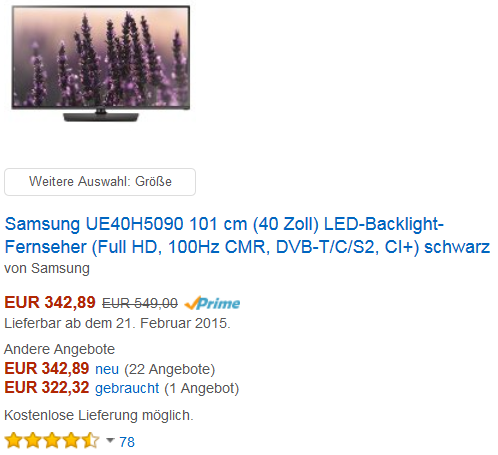 Weitere Auswahl: Größe
Samsung UE40H5090 101 cm (40 Zoll) LED-Backlight-
Fernseher (Full HD, 100Hz CMR, DVB-T/C/S2, CI+) schwarz
von Samsung
EUR 342,89 EUR 549,00 Prime
Lieferbar ab dem 21. Februar 2015.
Andere Angebote
EUR 342,89 neu (22 Angebote)
EUR 322,32 gebraucht (1 Angebot)
Kostenlose Lieferung möglich.
78